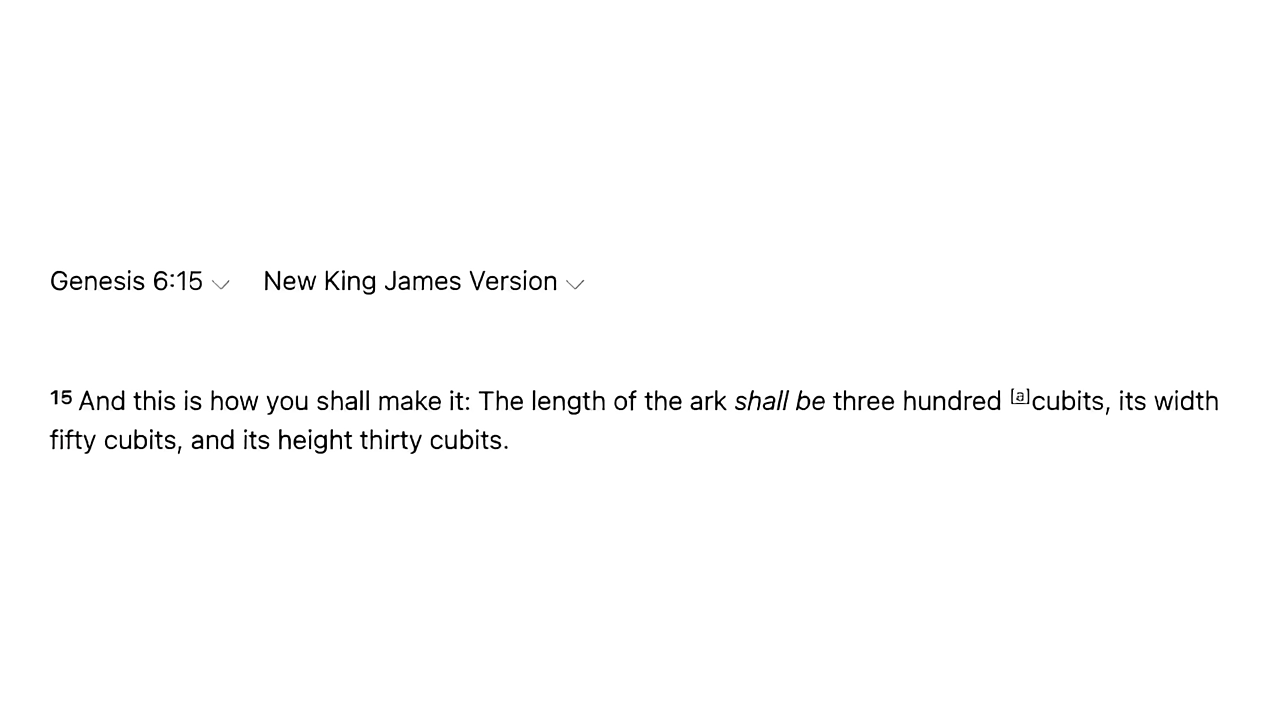 Genesis 6:15 New King James Version
15 And this is how you shall make it: The length of the ark shall be three hundred [a]cubits, its width
fifty cubits, and its height thirty cubits.